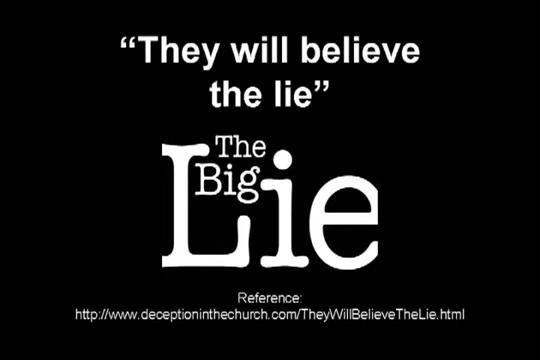 “They will believe
the lie”
The
Big
Lie
Reference:
http://www.deceptioninthechurch.com/TheyWillBelieveTheLie.html